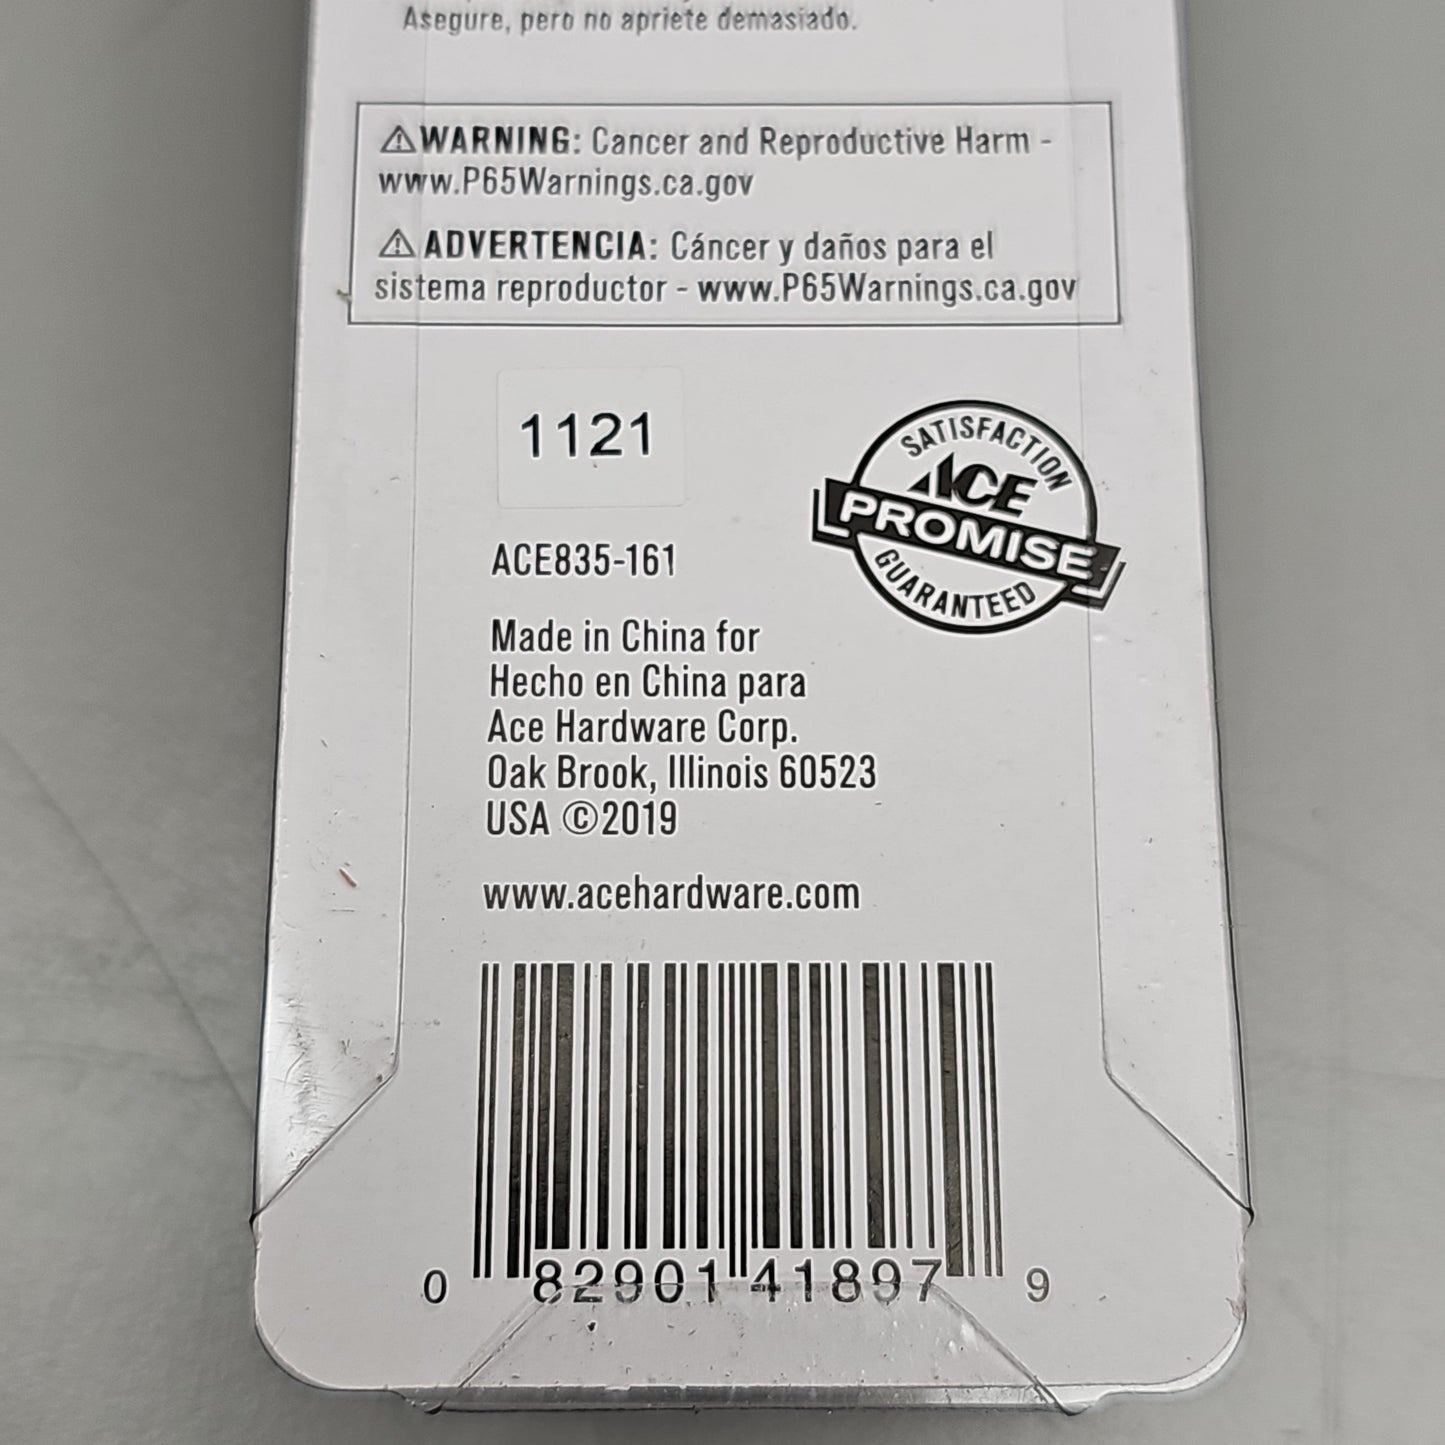 Asegure, pero no apriete demasiado.
⚠WARNING: Cancer and Reproductive Harm -
www.P65Warnings.ca.gov
⚠ADVERTENCIA: Cáncer y daños para el
sistema reproductor - www.P65Warnings.ca.gov
1121
SATISFACTION
ACE
PROMISE
GUARANTEED
ACE835-161
Made in China for
Hecho en China para
Ace Hardware Corp.
Oak Brook, Illinois 60523
USA ©2019
www.acehardware.com
0 82901 41897 9